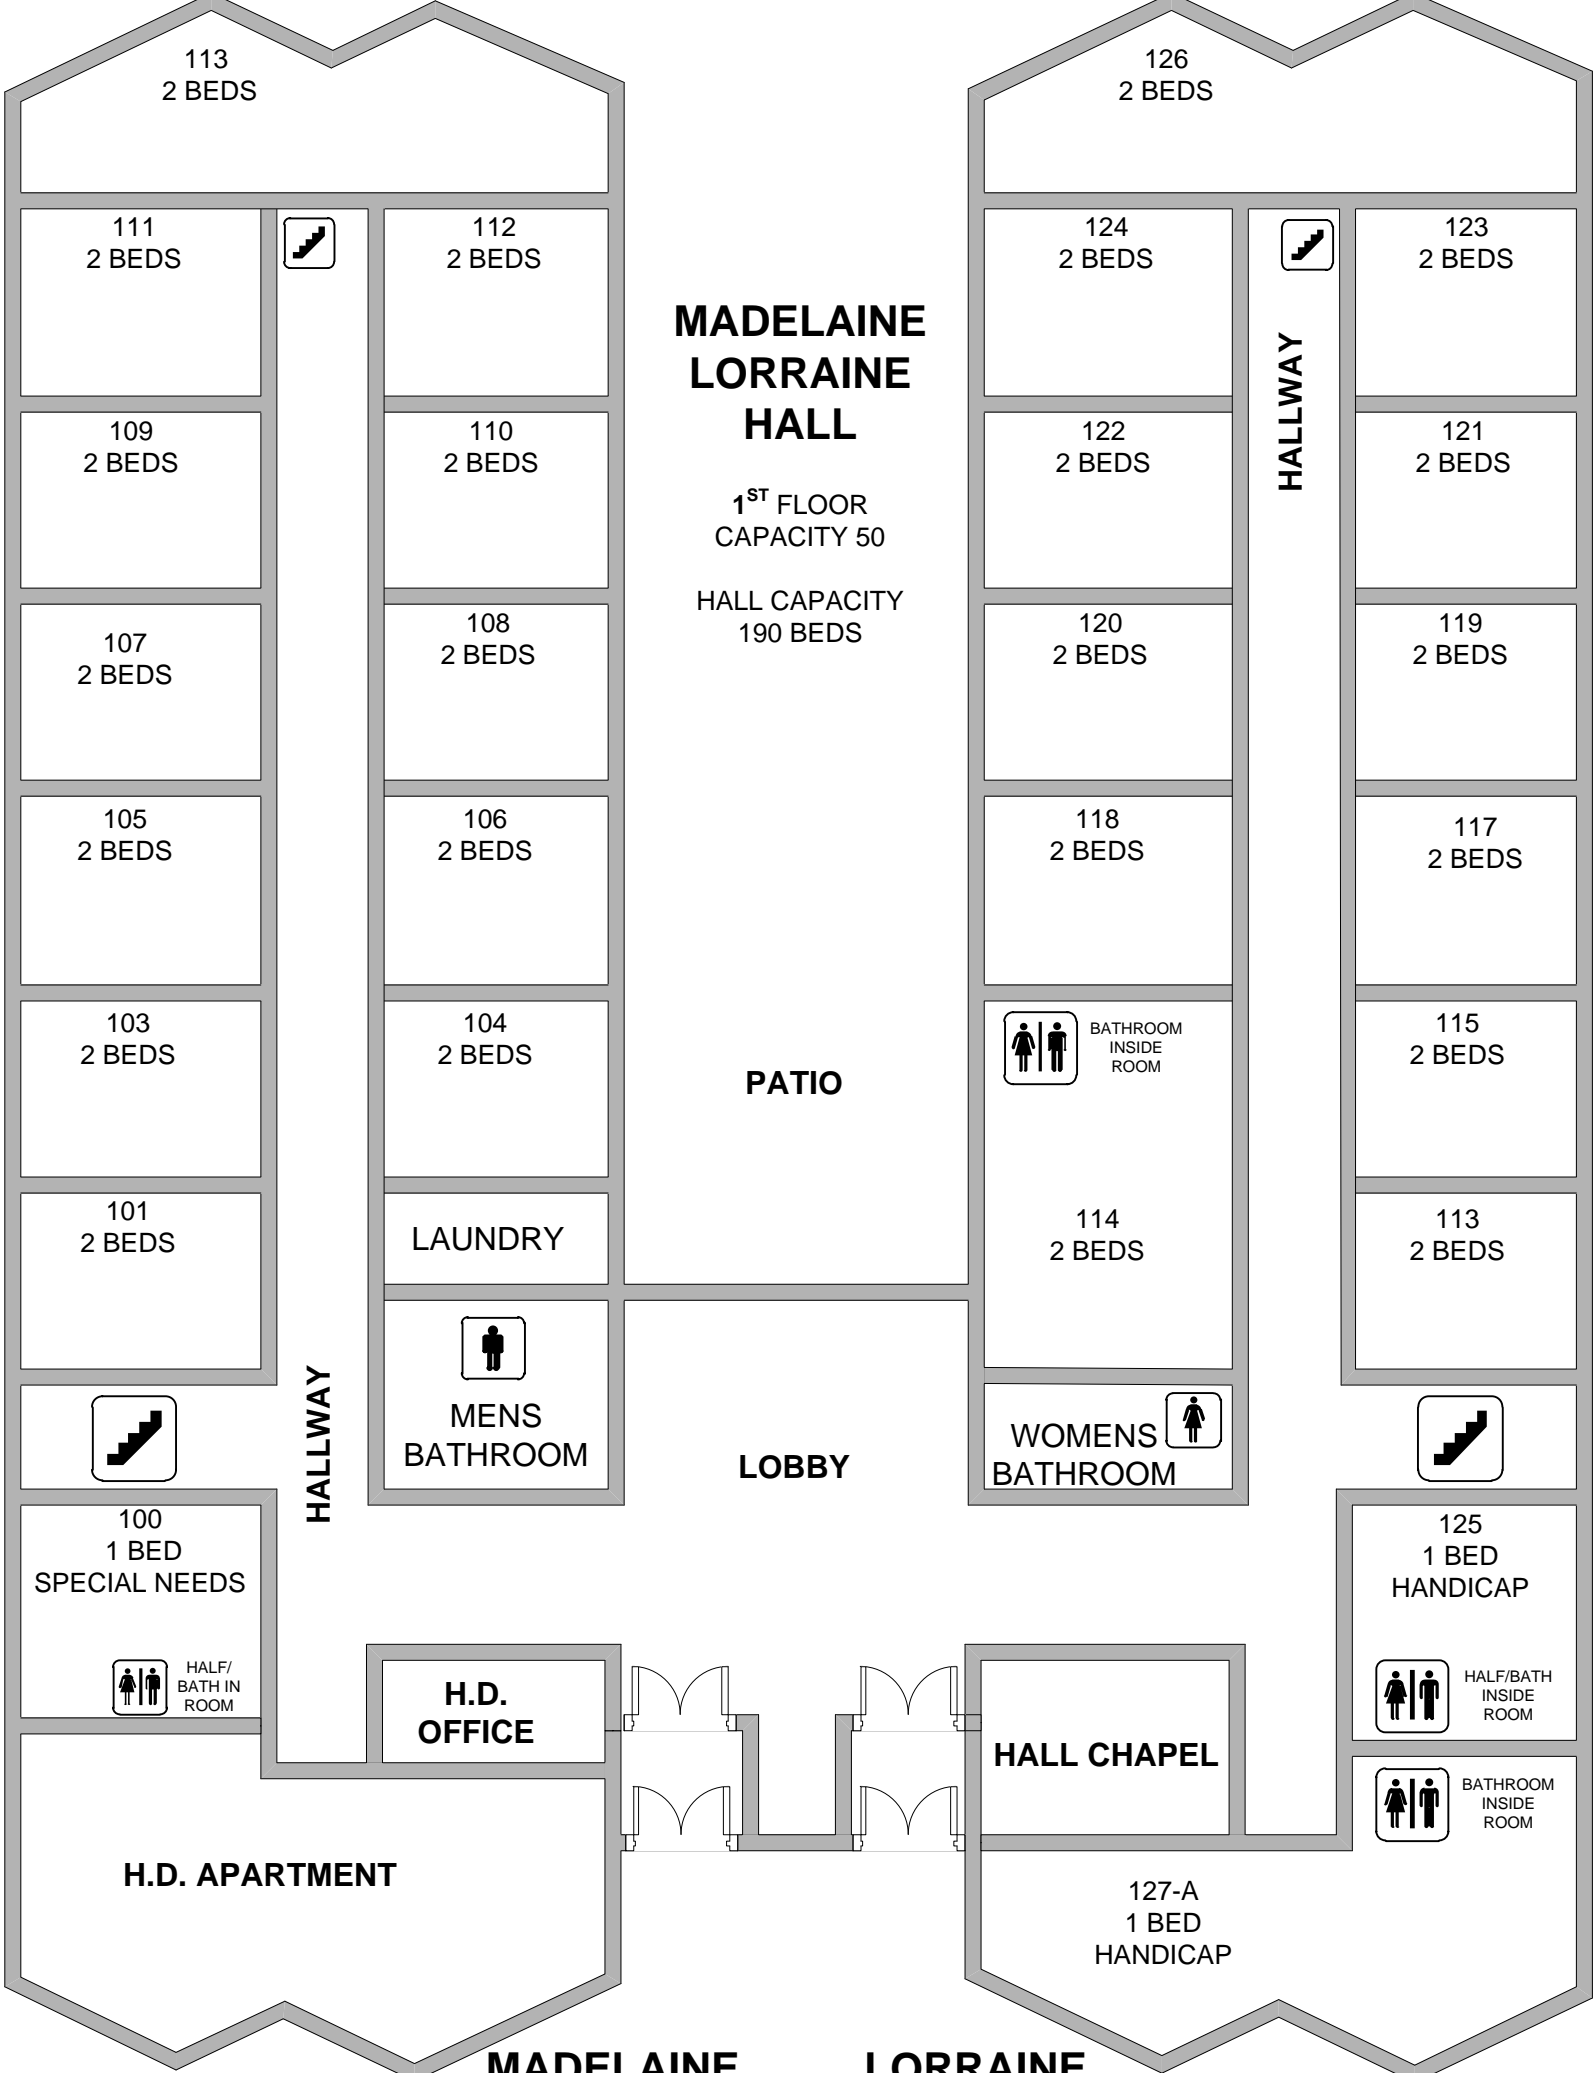 113
2 BEDS
126
2 BEDS
111
2 BEDS
112
2 BEDS
124
2 BEDS
123
2 BEDS
MADELAINE
LORRAINE
HALL
1ST FLOOR
CAPACITY 50
HALL CAPACITY
190 BEDS
HALLWAY
109
2 BEDS
110
2 BEDS
122
2 BEDS
121
2 BEDS
107
2 BEDS
108
2 BEDS
120
2 BEDS
119
2 BEDS
105
2 BEDS
106
2 BEDS
118
2 BEDS
117
2 BEDS
103
2 BEDS
104
2 BEDS
PATIO
BATHROOM
INSIDE
ROOM
115
2 BEDS
101
2 BEDS
LAUNDRY
114
2 BEDS
113
2 BEDS
HALLWAY
MENS
BATHROOM
LOBBY
WOMENS
BATHROOM
100
1 BED
SPECIAL NEEDS
HALF/
BATH IN
ROOM
125
1 BED
HANDICAP
HALF/BATH
INSIDE
ROOM
H.D.
OFFICE
HALL CHAPEL
BATHROOM
INSIDE
ROOM
H.D. APARTMENT
127-A
1 BED
HANDICAP
MADELAINE LORRAINE